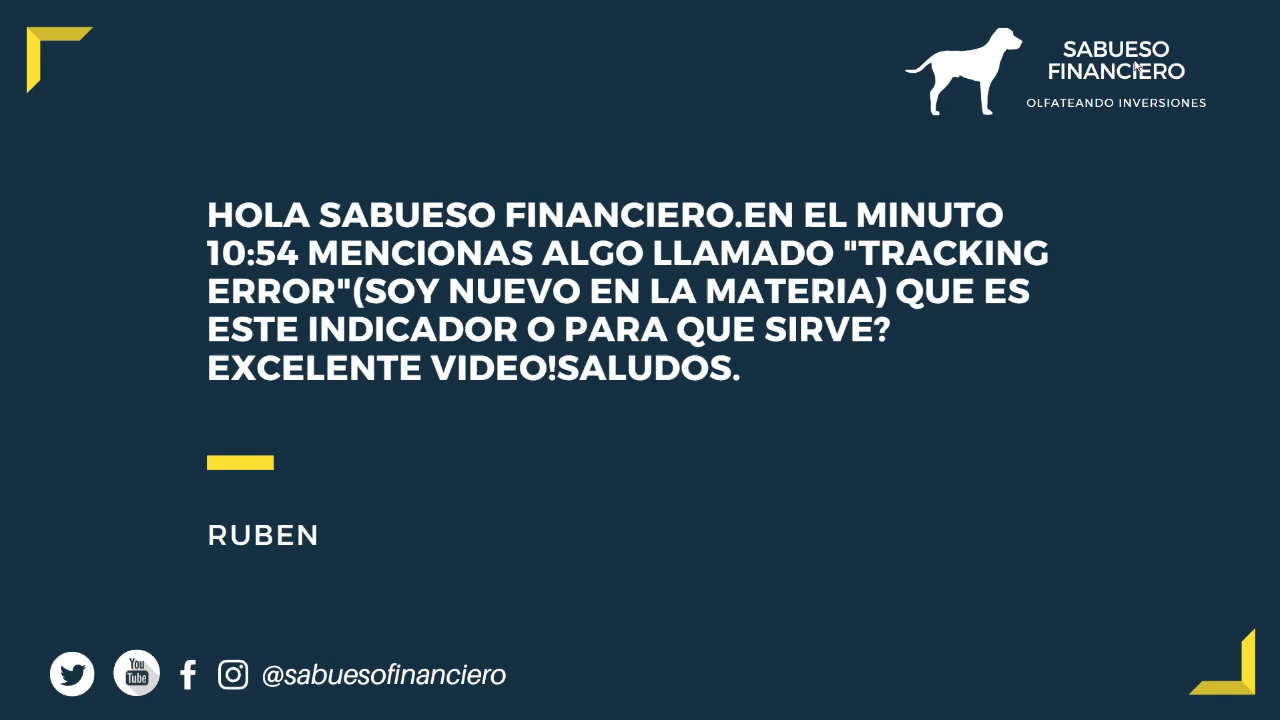 SABUESO
FINANCIERO
OLFATEANDO INVERSIONES
HOLA SABUESO FINANCIERO.EN EL MINUTO
10:54 MENCIONAS ALGO LLAMADO "TRACKING
ERROR"(SOY NUEVO EN LA MATERIA) QUE ES
ESTE INDICADOR O PARA QUE SIRVE?
EXCELENTE VIDEO!SALUDOS.
RUBEN
You
Tube
@sabuesofinanciero